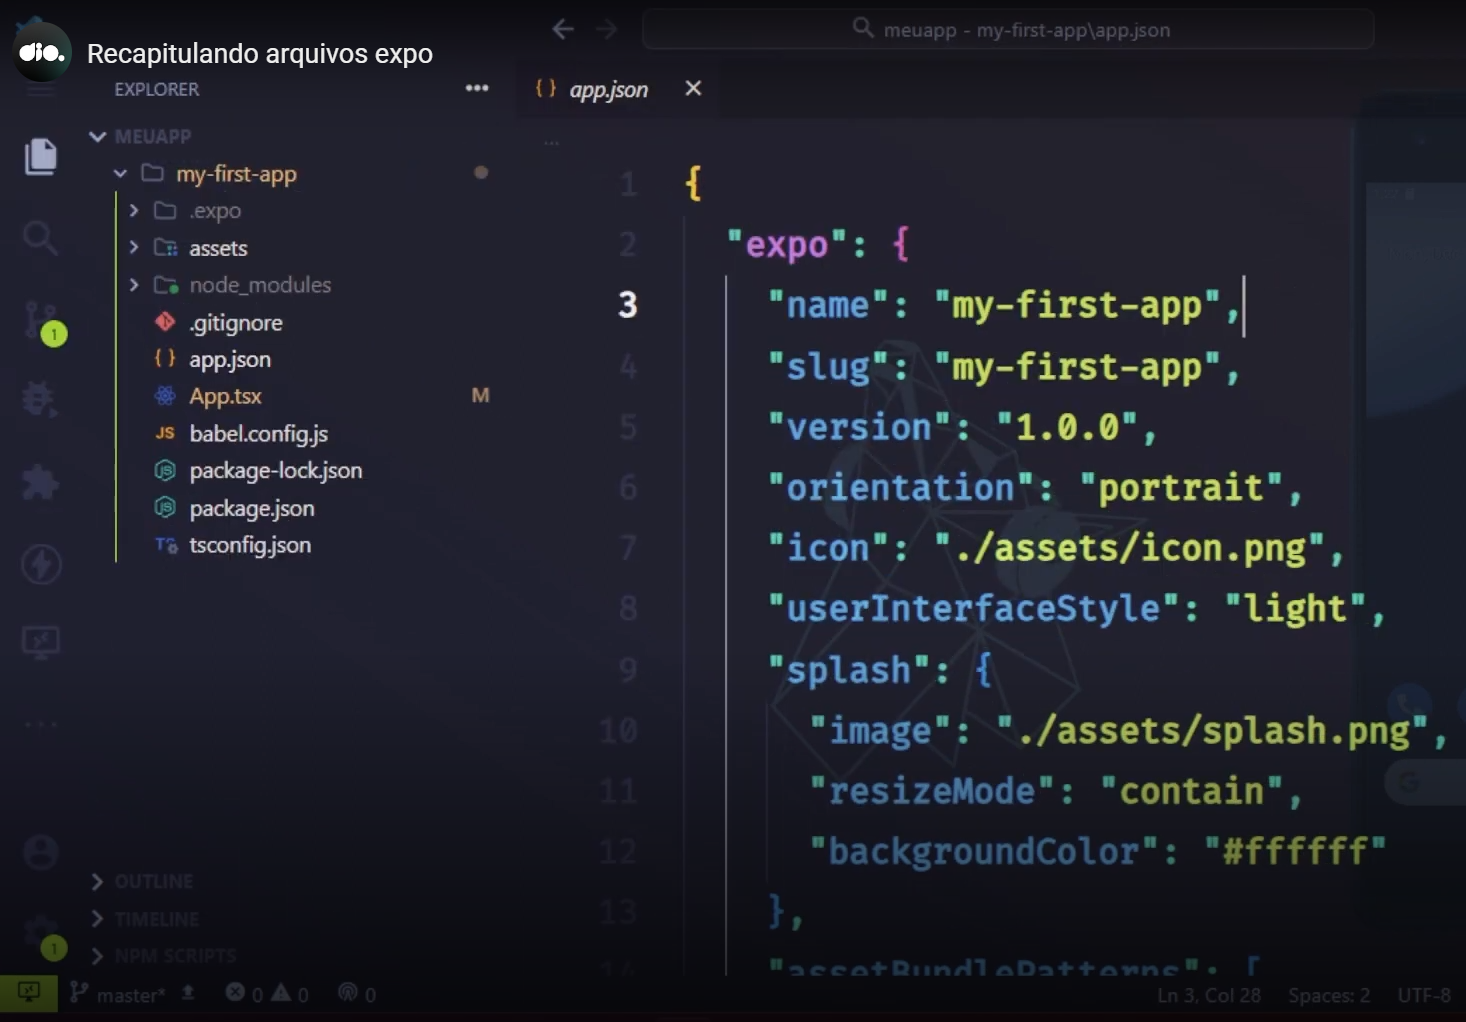 dio.
Recapitulando arquivos expo
meuapp - my-first-app\app.json
EXPLORER
app.json
MEUAPP
my-first-app
.expo
assets
node_modules
.gitignore
app.json
App.tsx M
babel.config.js
package-lock.json
package.json
tsconfig.json
OUTLINE
TIMELINE
NPM SCRIPTS
1
1
...
1 {
2 "expo": {
3 "name": "my-first-app",
4 "slug": "my-first-app",
5 "version": "1.0.0",
6 "orientation": "portrait",
7 "icon": "./assets/icon.png",
8 "userInterfaceStyle": "light",
9 "splash": {
10 "image": "./assets/splash.png",
11 "resizeMode": "contain",
12 "backgroundColor": "#ffffff"
13 },
14 "assetBundlePatterns": [
master* 0 0 0
Ln 3, Col 28 Spaces: 2 UTF-8